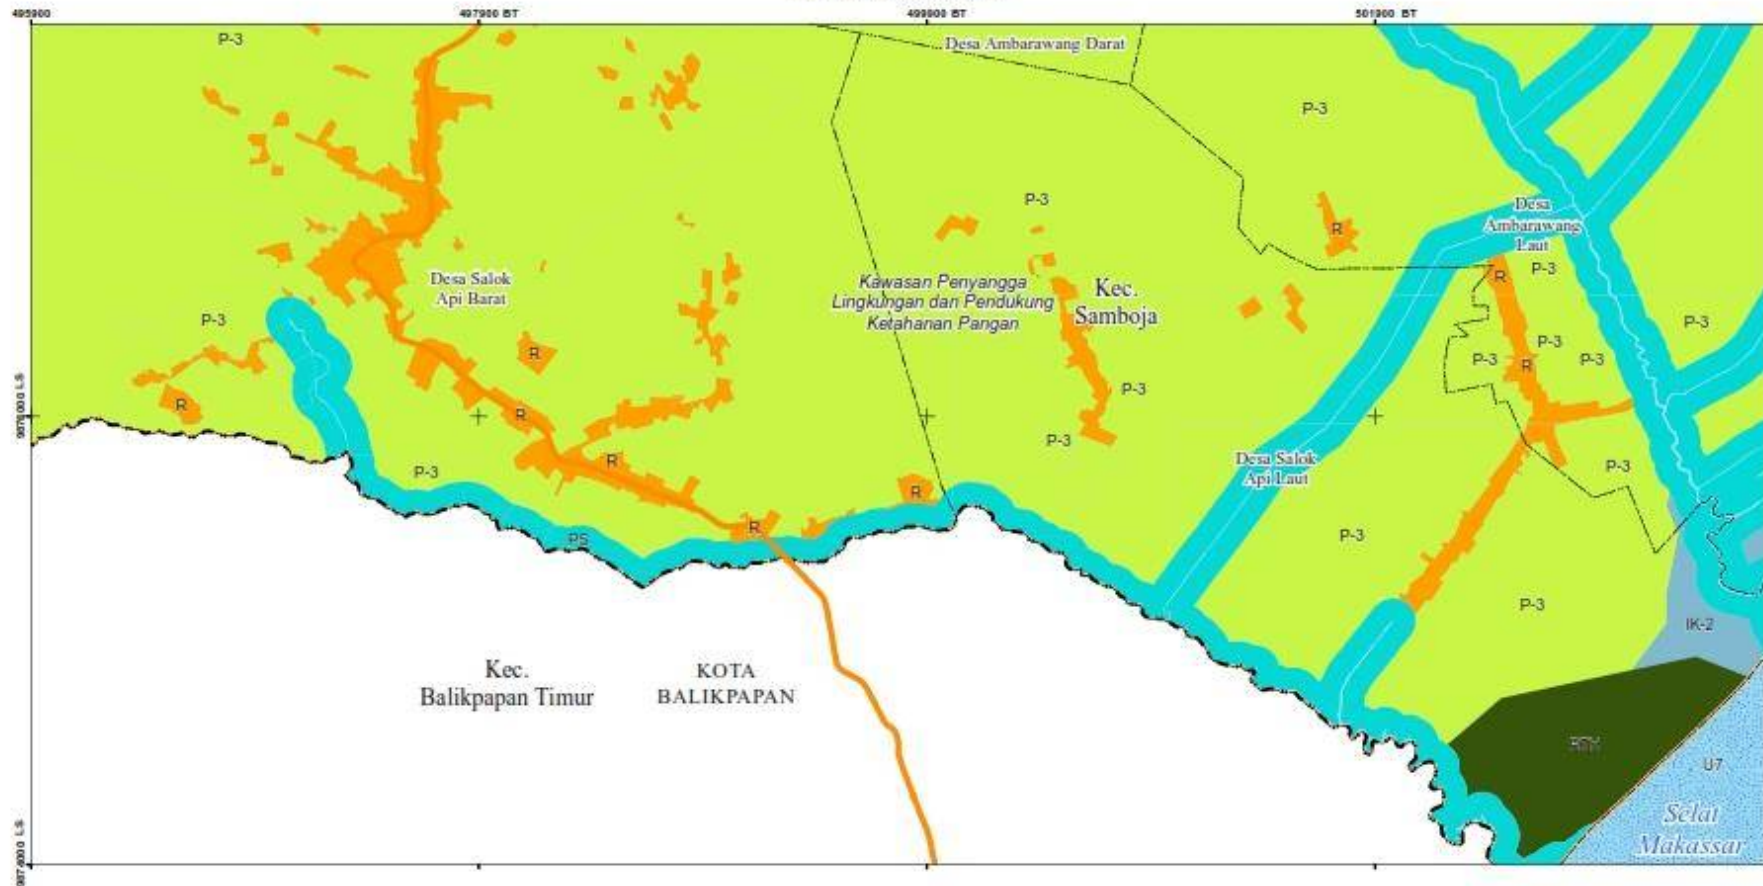 495900
497900 BT
499900 BT
501900 BT
P-3
Desa Ambarawang Darat
P-3
P-3
Desa
Ambarawang
Laut
R
P-3
R
Desa Salok
Api Barat
Kawasan Penyangga
Lingkungan dan Pendukung
Ketahanan Pangan
Kec.
Samboja
P-3
P-3
R
P-3
P-3
P-3
R
P-3
R
R
P-3
P-3
R
P-3
Desa Salok
Api Laut
P-3
R
R
PS
P-3
P-3
IK-2
Kec.
Balikpapan Timur
KOTA
BALIKPAPAN
U7
Selat
Makassar